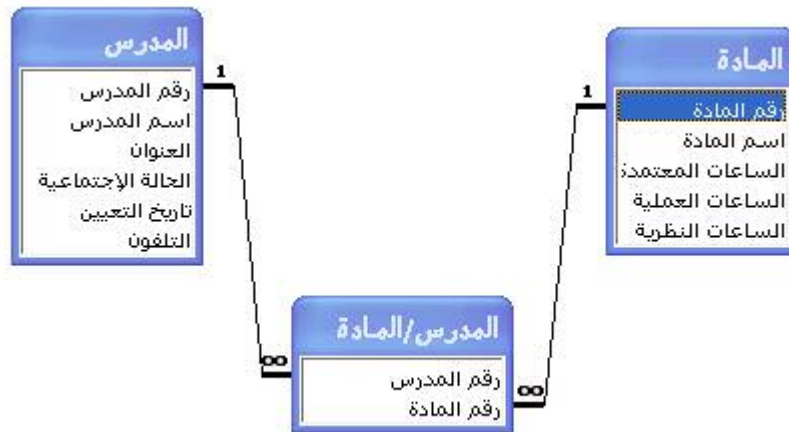 المدرس
رقم المدرس
اسم المدرس
العنوان
الحالة الإجتماعية
تاريخ التعيين
التلفون
1
المادة
رقم المادة
اسم المادة
الساعات المعتمدة
الساعات العملية
الساعات النظرية
1
المدرس/المادة
رقم المدرس
رقم المادة
∞
∞